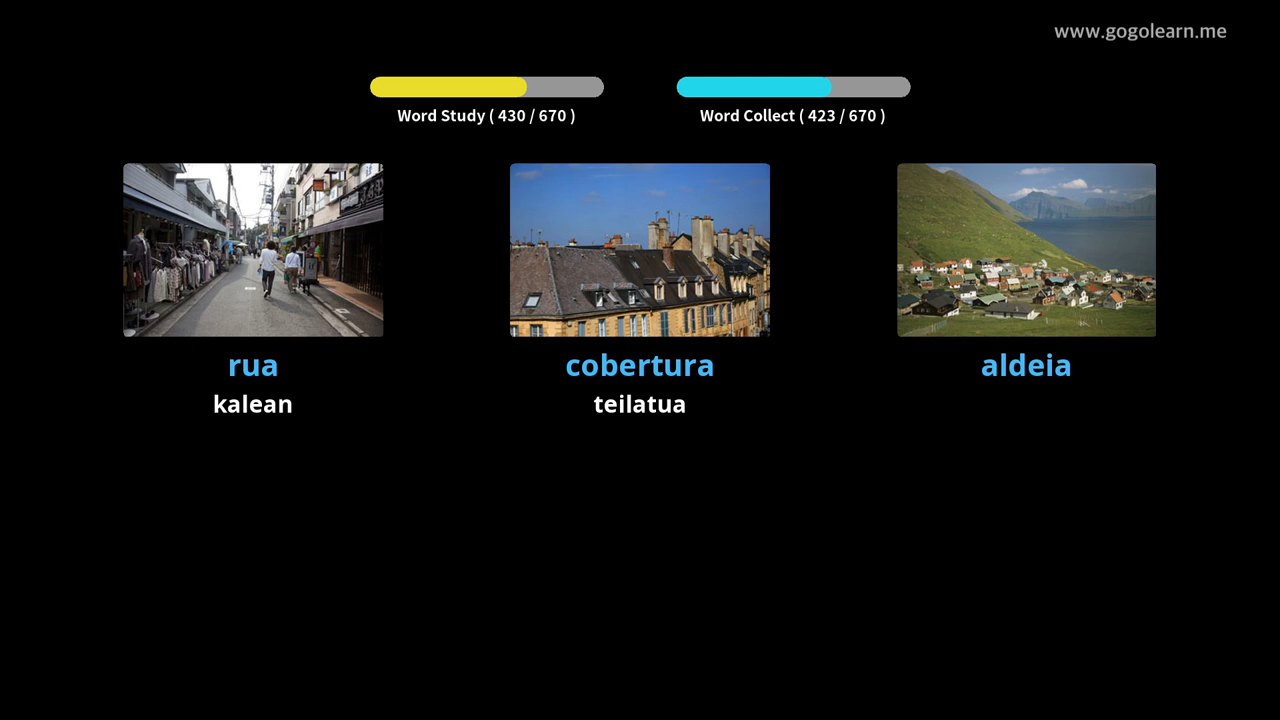 www.gogolearn.me
Word Study ( 430 / 670 )
Word Collect ( 423 / 670 )
rua
kalean
cobertura
teilatua
aldeia